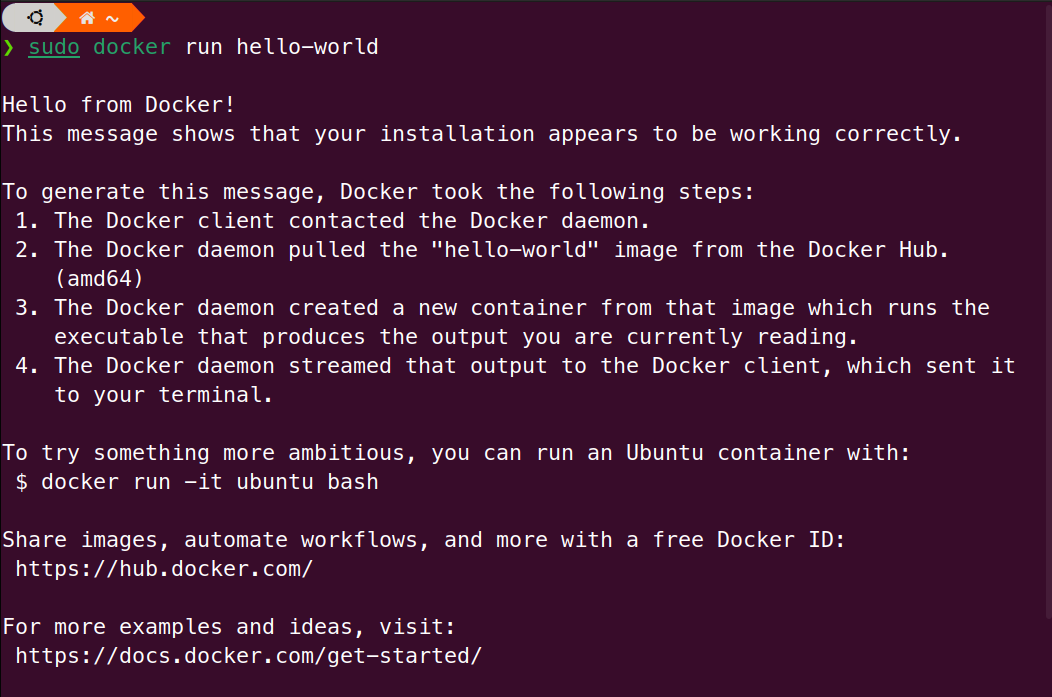 ~
❯ sudo docker run hello-world
Hello from Docker!
This message shows that your installation appears to be working correctly.
To generate this message, Docker took the following steps:
1. The Docker client contacted the Docker daemon.
2. The Docker daemon pulled the "hello-world" image from the Docker Hub.
(amd64)
3. The Docker daemon created a new container from that image which runs the
executable that produces the output you are currently reading.
4. The Docker daemon streamed that output to the Docker client, which sent it
to your terminal.
To try something more ambitious, you can run an Ubuntu container with:
$ docker run -it ubuntu bash
Share images, automate workflows, and more with a free Docker ID:
https://hub.docker.com/
For more examples and ideas, visit:
https://docs.docker.com/get-started/